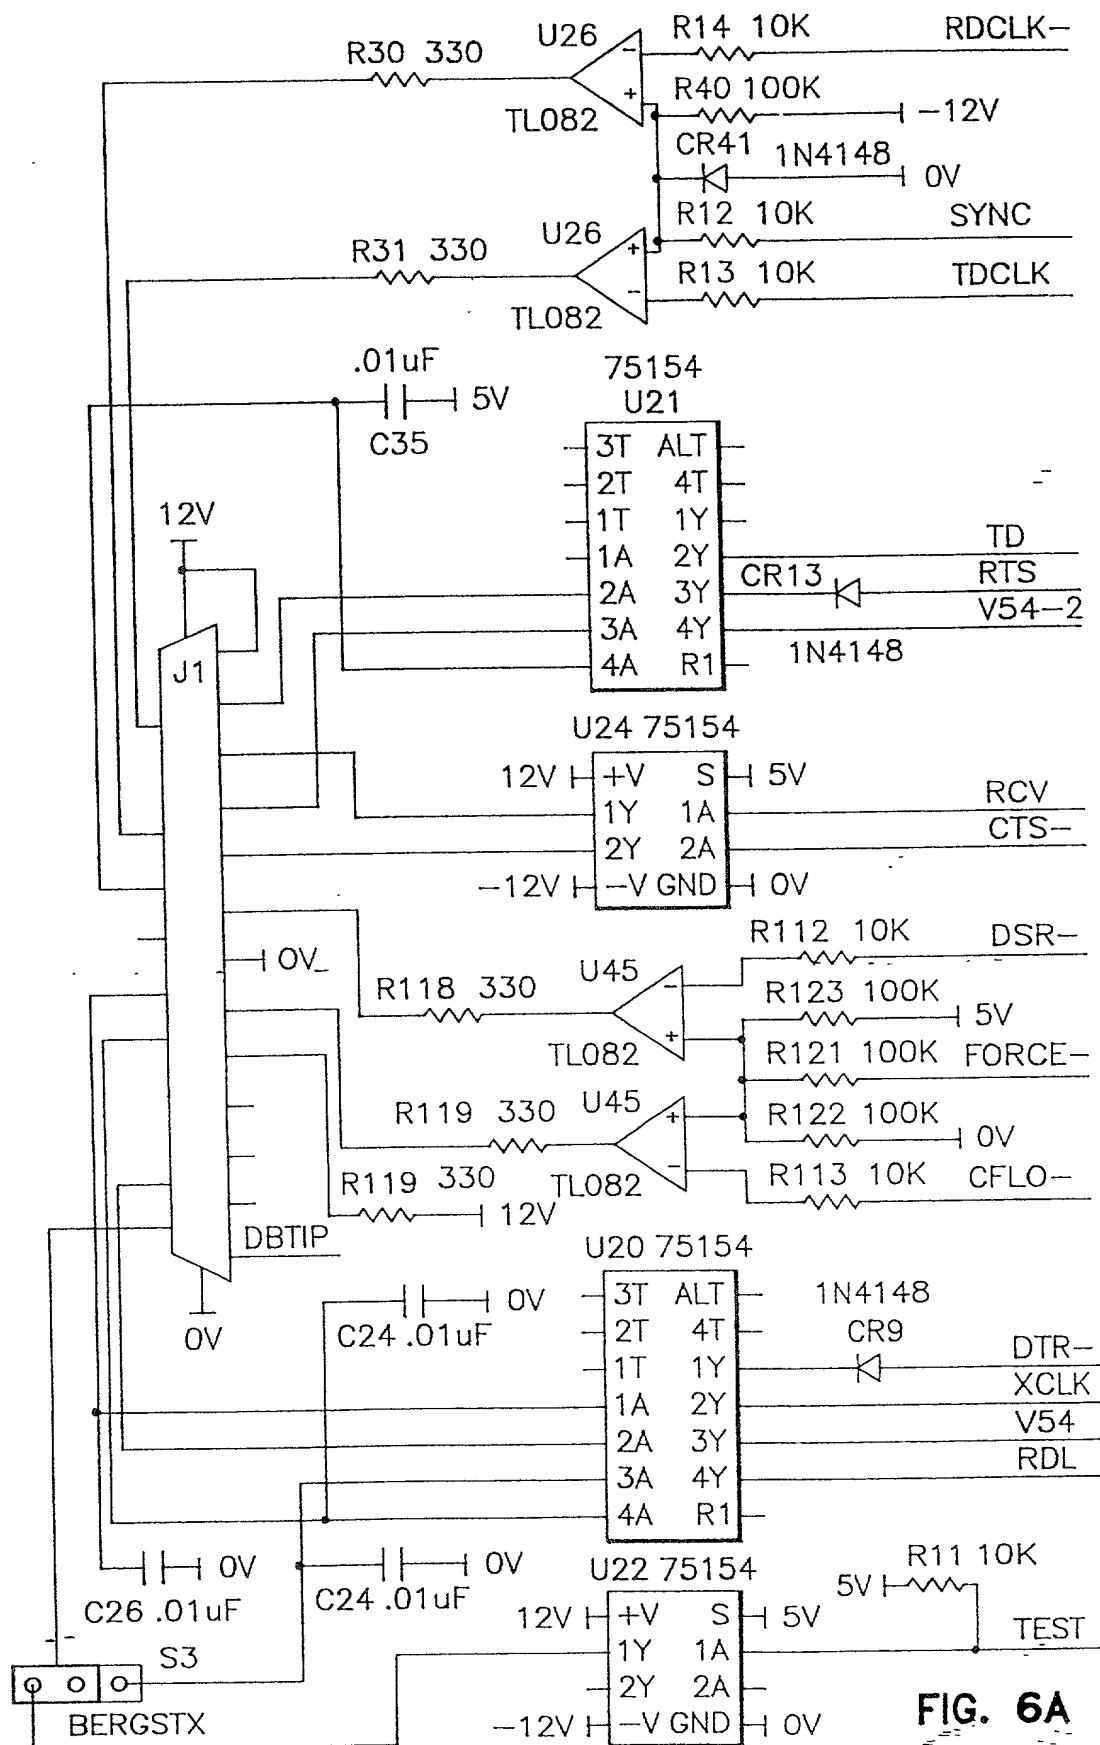 U26
R14 10K
RDCLK-
R30 330
-
+
R40 100K
-12V
TL082
CR41
1N4148
0V
R12 10K
SYNC
U26
R31 330
+
-
R13 10K
TDCLK
TL082
.01uF
5V
C35
75154
U21
3T ALT
2T 4T
1T 1Y
1A 2Y
TD
2A 3Y
CR13
RTS
3A 4Y
V54-2
4A R1
1N4148
12V
J1
U24 75154
12V
+V S
5V
1Y 1A
RCV
2Y 2A
CTS-
-12V
-V GND
0V
R112 10K
DSR-
0V
U45
R118 330
-
+
R123 100K
5V
TL082
R121 100K
FORCE-
U45
R119 330
+
-
R122 100K
0V
TL082
R113 10K
CFLO-
R119 330
12V
DBTIP
0V
U20 75154
3T ALT
2T 4T
1T 1Y
1A 2Y
2A 3Y
3A 4Y
4A R1
0V
C24 .01uF
1N4148
CR9
DTR-
XCLK
V54
RDL
0V
C26 .01uF
0V
C24 .01uF
U22 75154
R11 10K
5V
12V
+V S
5V
1Y 1A
TEST
2Y 2A
-12V
-V GND
0V
S3
BERGSTX
FIG. 6A